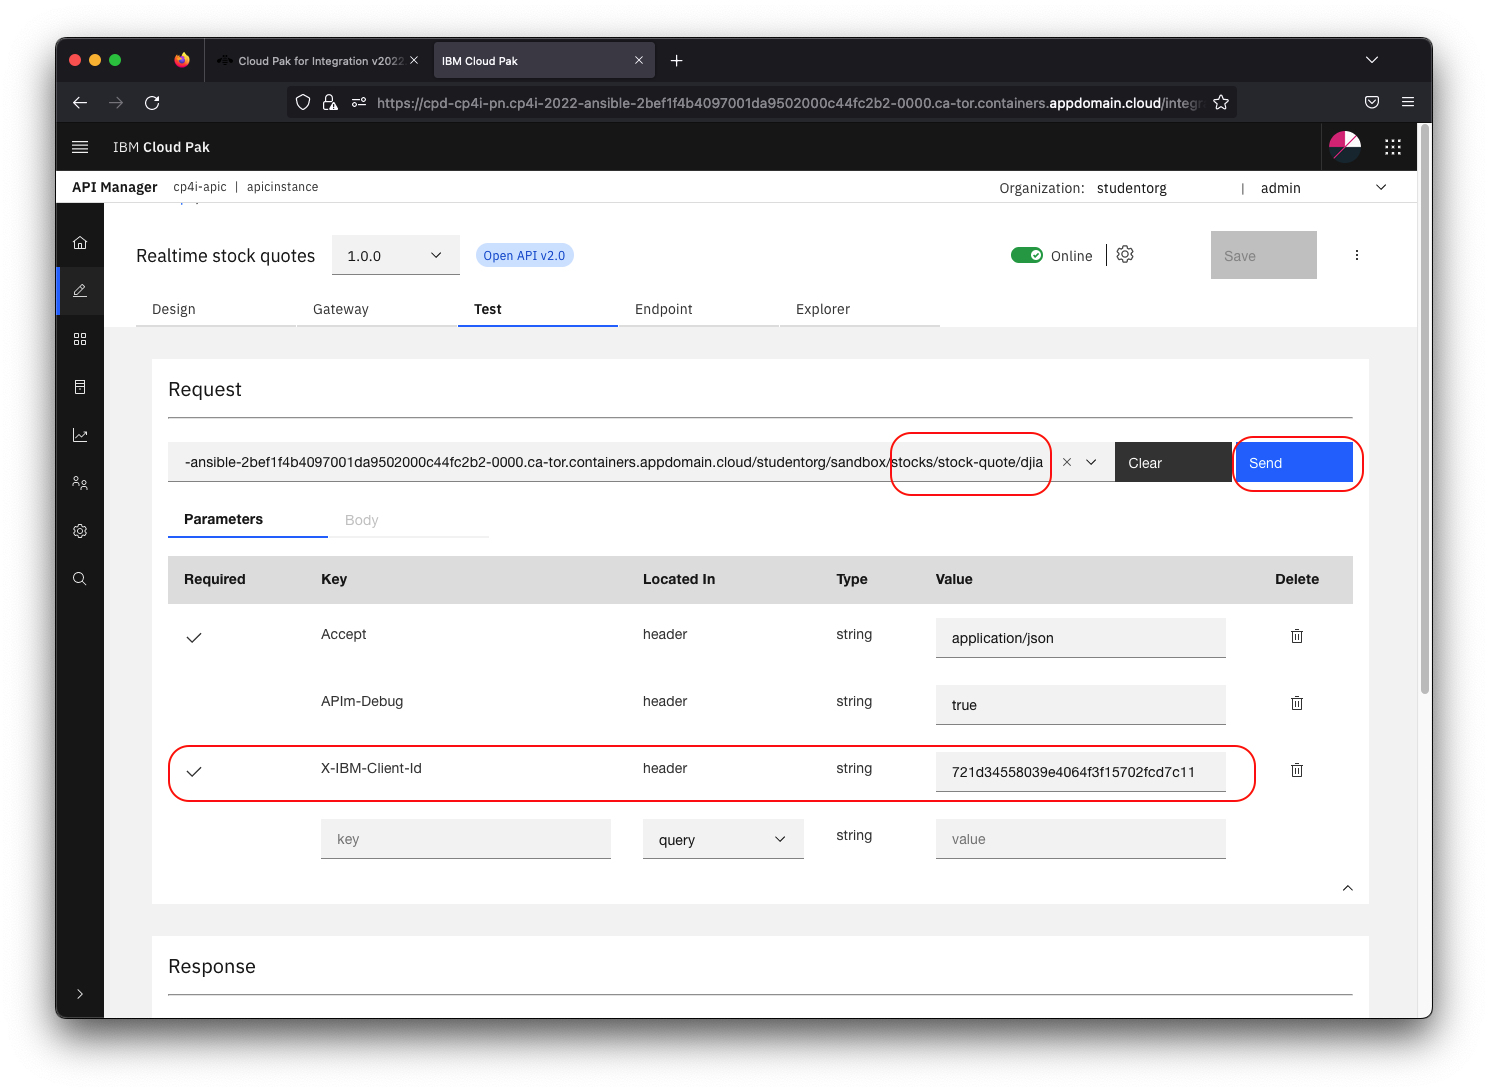 Cloud Pak for Integration v2022
IBM Cloud Pak
https://cpd-cp4i-pn.cp4i-2022-ansible-2bef1f4b4097001da9502000c44fc2b2-0000.ca-tor.containers.appdomain.cloud/integr
IBM Cloud Pak
API Manager cp4i-apic | apicinstance Organization: studentorg | admin
Realtime stock quotes 1.0.0 Open API v2.0 Online Save
Design Gateway Test Endpoint Explorer
Request
-ansible-2bef1f4b4097001da9502000c44fc2b2-0000.ca-tor.containers.appdomain.cloud/studentorg/sandbox/stocks/stock-quote/djia Clear Send
Parameters Body
Required Key Located In Type Value Delete
Accept header string application/json
APIm-Debug header string true
X-IBM-Client-Id header string 721d34558039e4064f3f15702fcd7c11
key query string value
Response